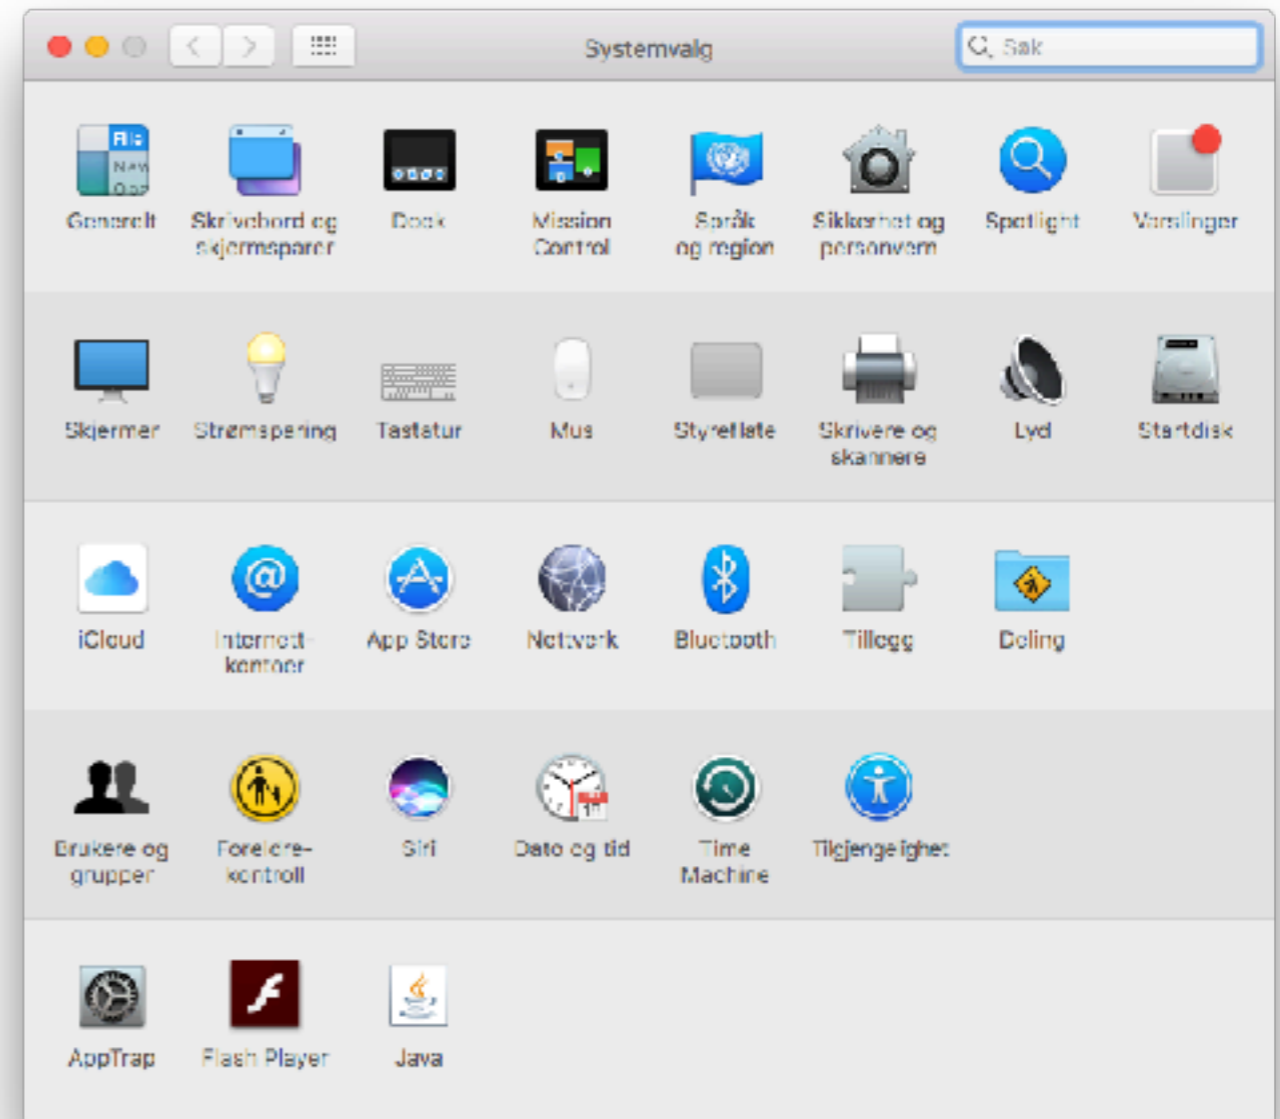 Systemvalg
Søk
File
New
Generelt
Skrivebord og
skjermsparer
Dock
Mission
Control
Språk
og region
Sikkerhet og
personvern
Spotlight
Varslinger
Skjermer
Strømsparing
Tastatur
Mus
Styreflate
Skrivere og
skannere
Lyd
Startdisk
iCloud
Internett-
kontoer
App Store
Nettverk
Bluetooth
Tillegg
Deling
Brukere og
grupper
Foreldre-
kontroll
Siri
Dato og tid
Time
Machine
Tilgjengelighet
AppTrap
Flash Player
Java